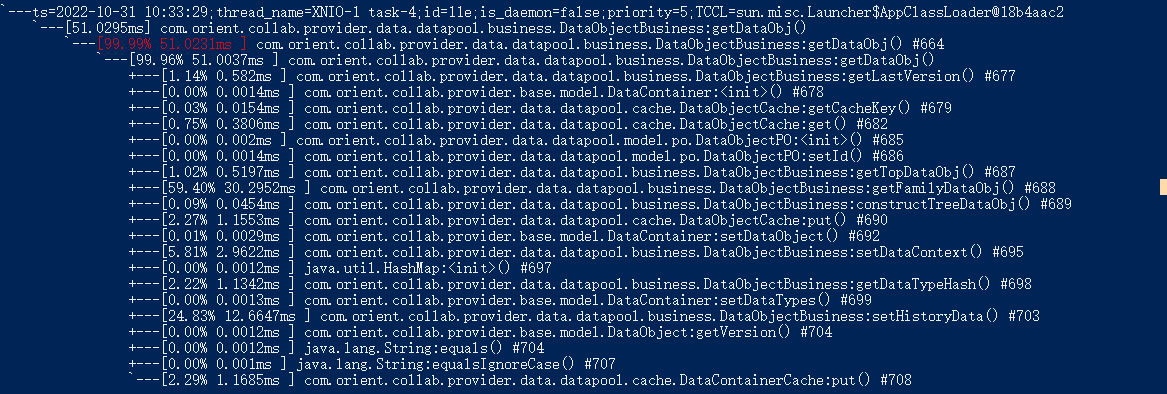 `---ts=2022-10-31 10:33:29;thread_name=XNIO-1 task-4;id=11e;is_daemon=false;priority=5;TCCL=sun.misc.Launcher$AppClassLoader@18b4aac2
`---[51.0295ms] com.orient.collab.provider.data.datapool.business.DataObjectBusiness:getDataObj()
`---[99.99% 51.0231ms ] com.orient.collab.provider.data.datapool.business.DataObjectBusiness:getDataObj() #664
`---[99.96% 51.0037ms ] com.orient.collab.provider.data.datapool.business.DataObjectBusiness:getDataObj()
+---[1.14% 0.582ms ] com.orient.collab.provider.data.datapool.business.DataObjectBusiness:getLastVersion() #677
+---[0.00% 0.0014ms ] com.orient.collab.provider.base.model.DataContainer:<init>() #678
+---[0.03% 0.0154ms ] com.orient.collab.provider.data.datapool.cache.DataObjectCache:getCacheKey() #679
+---[0.75% 0.3806ms ] com.orient.collab.provider.data.datapool.cache.DataObjectCache:get() #682
+---[0.00% 0.002ms ] com.orient.collab.provider.data.datapool.model.po.DataObjectPO:<init>() #685
+---[0.00% 0.0014ms ] com.orient.collab.provider.data.datapool.model.po.DataObjectPO:setId() #686
+---[1.02% 0.5197ms ] com.orient.collab.provider.data.datapool.business.DataObjectBusiness:getTopDataObj() #687
+---[59.40% 30.2952ms ] com.orient.collab.provider.data.datapool.business.DataObjectBusiness:getFamilyDataObj() #688
+---[0.09% 0.0454ms ] com.orient.collab.provider.data.datapool.business.DataObjectBusiness:constructTreeDataObj() #689
+---[2.27% 1.1553ms ] com.orient.collab.provider.data.datapool.cache.DataObjectCache:put() #690
+---[0.01% 0.0029ms ] com.orient.collab.provider.base.model.DataContainer:setDataObject() #692
+---[5.81% 2.9622ms ] com.orient.collab.provider.data.datapool.business.DataObjectBusiness:setDataContext() #695
+---[0.00% 0.0012ms ] java.util.HashMap:<init>() #697
+---[2.22% 1.1342ms ] com.orient.collab.provider.data.datapool.business.DataObjectBusiness:getDataTypeHash() #698
+---[0.00% 0.0013ms ] com.orient.collab.provider.base.model.DataContainer:setDataTypes() #699
+---[24.83% 12.6647ms ] com.orient.collab.provider.data.datapool.business.DataObjectBusiness:setHistoryData() #703
+---[0.00% 0.0012ms ] com.orient.collab.provider.base.model.DataObject:getVersion() #704
+---[0.00% 0.0012ms ] java.lang.String:equals() #704
+---[0.00% 0.001ms ] java.lang.String:equalsIgnoreCase() #707
`---[2.29% 1.1685ms ] com.orient.collab.provider.data.datapool.cache.DataContainerCache:put() #708